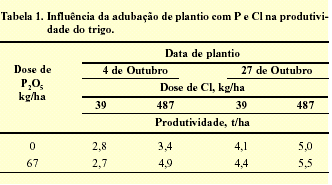 Tabela 1. Influência da adubação de plantio com P e Cl na produtivi-
dade do trigo.
Data de plantio
Dose de P₂O₅ kg/ha
4 de Outubro 27 de Outubro
Dose de Cl, kg/ha
39 487 39 487
Produtividade, t/ha
0 2,8 3,4 4,1 5,0
67 2,7 4,9 4,4 5,5